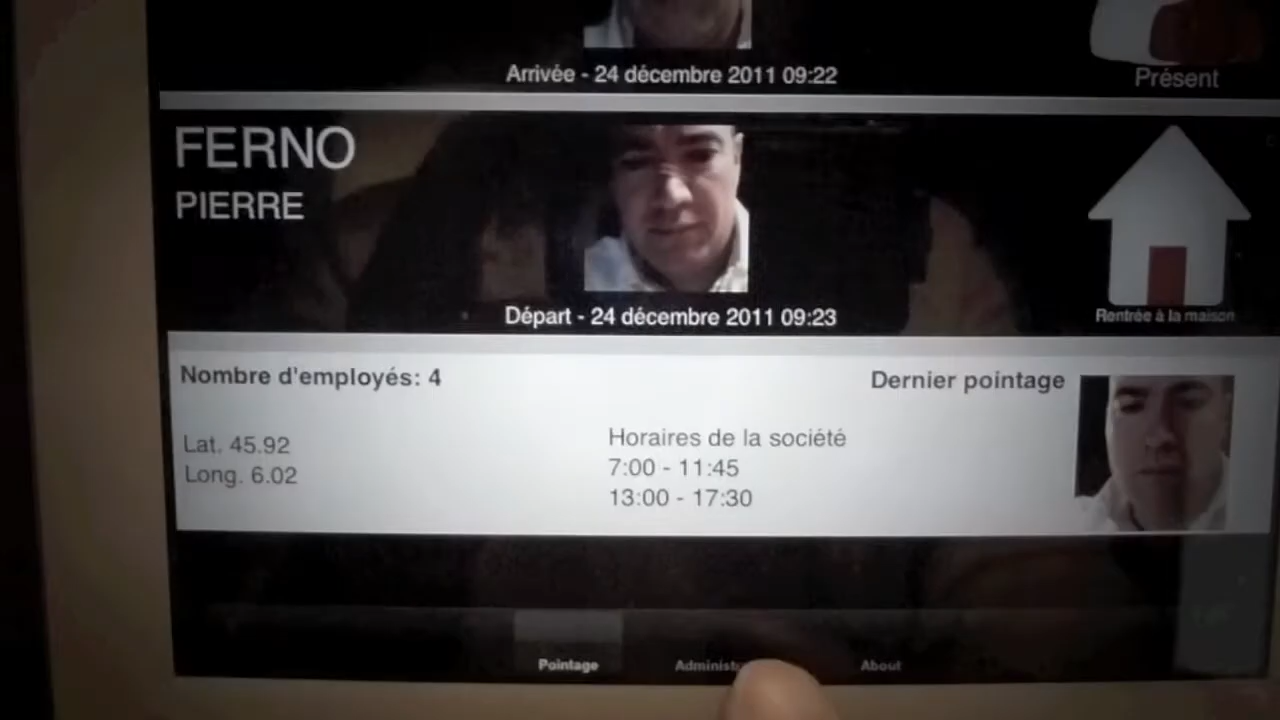 Arrivée - 24 décembre 2011 09:22
Présent
FERNO
PIERRE
Départ - 24 décembre 2011 09:23
Rentrée à la maison
Nombre d'employés: 4
Dernier pointage
Lat. 45.92
Long. 6.02
Horaires de la société
7:00 - 11:45
13:00 - 17:30
Pointage
About